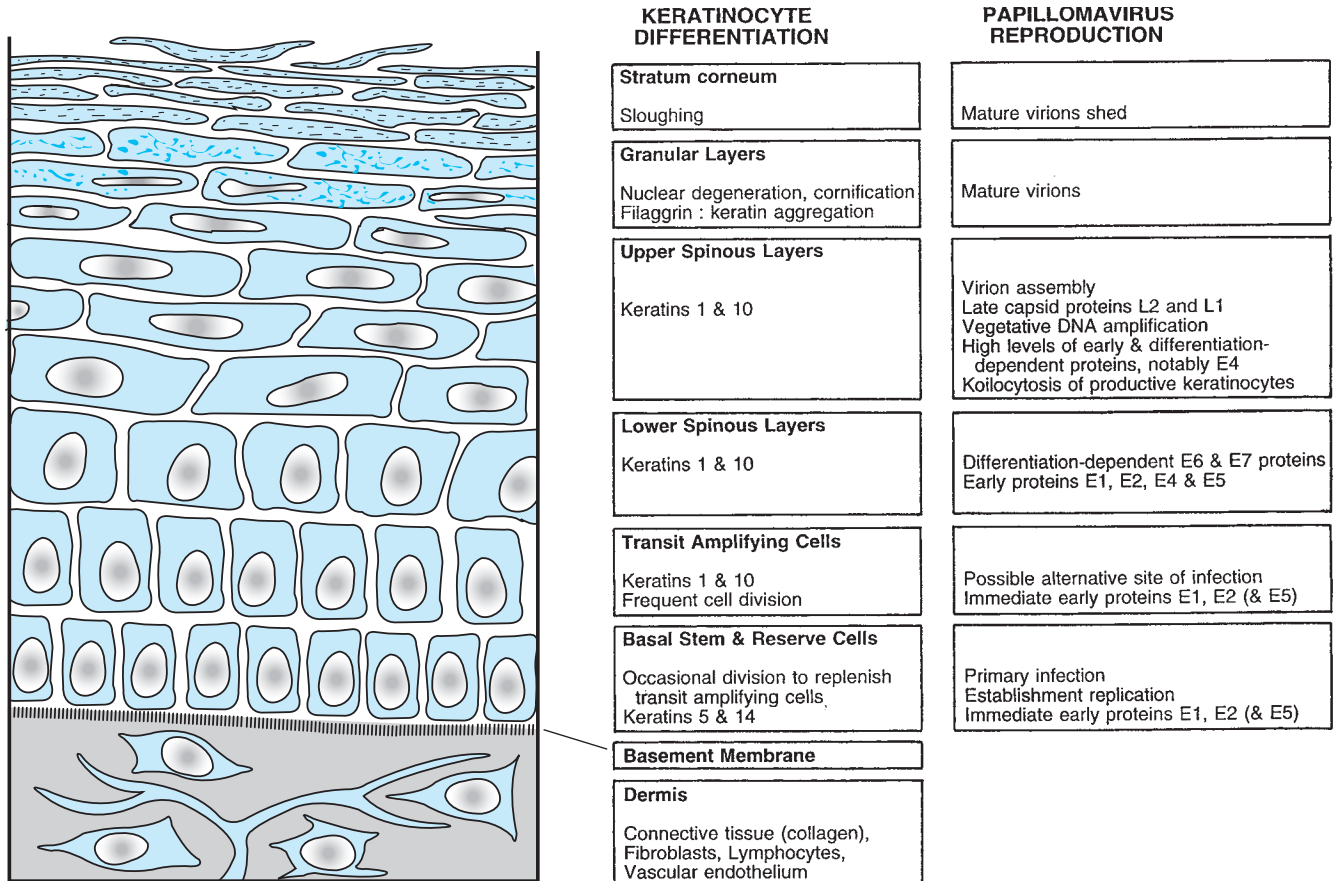 KERATINOCYTE
DIFFERENTIATION
PAPILLOMAVIRUS
REPRODUCTION
Stratum corneum
Sloughing
Mature virions shed
Granular Layers
Nuclear degeneration, cornification
Filaggrin : keratin aggregation
Mature virions
Upper Spinous Layers
Keratins 1 & 10
Virion assembly
Late capsid proteins L2 and L1
Vegetative DNA amplification
High levels of early & differentiation-
dependent proteins, notably E4
Koilocytosis of productive keratinocytes
Lower Spinous Layers
Keratins 1 & 10
Differentiation-dependent E6 & E7 proteins
Early proteins E1, E2, E4 & E5
Transit Amplifying Cells
Keratins 1 & 10
Frequent cell division
Possible alternative site of infection
Immediate early proteins E1, E2 (& E5)
Basal Stem & Reserve Cells
Occasional division to replenish
transit amplifying cells
Keratins 5 & 14
Primary infection
Establishment replication
Immediate early proteins E1, E2 (& E5)
Basement Membrane
Dermis
Connective tissue (collagen),
Fibroblasts, Lymphocytes,
Vascular endothelium